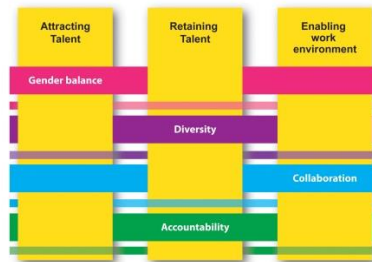 Attracting
Talent
Retaining
Talent
Enabling
work
environment
Gender balance
Diversity
Collaboration
Accountability